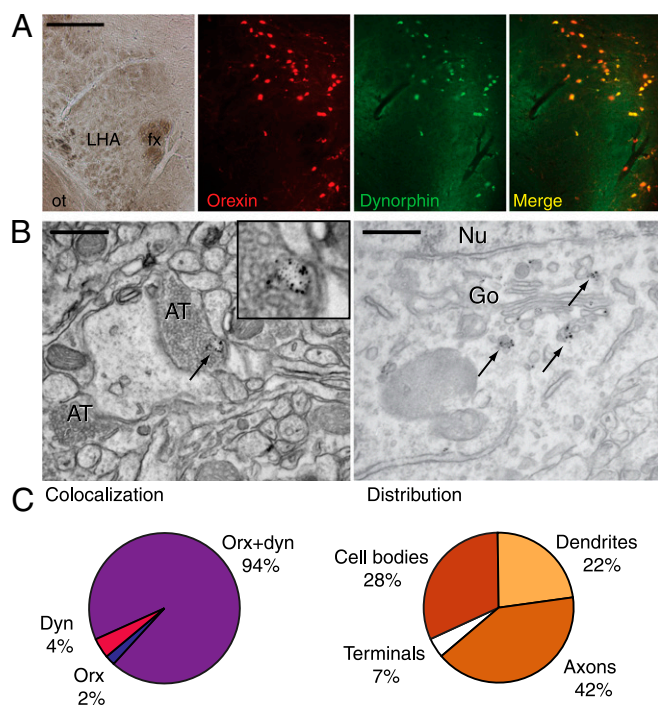 A
LHA
fx
ot
Orexin
Dynorphin
Merge
B
AT
AT
Nu
Go
Colocalization
Distribution
C
Orx+dyn
94%
Dyn
4%
Orx
2%
Cell bodies
28%
Dendrites
22%
Terminals
7%
Axons
42%